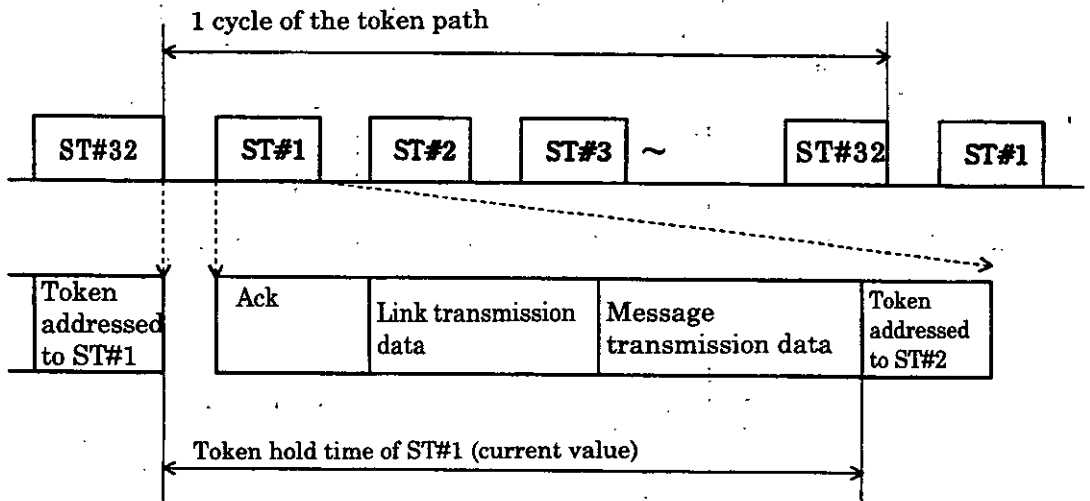 1 cycle of the token path
ST#32 ST#1 ST#2 ST#3 ~ ST#32 ST#1
Token
addressed
to ST#1
Ack
Link transmission
data
Message
transmission data
Token
addressed
to ST#2
Token hold time of ST#1 (current value)